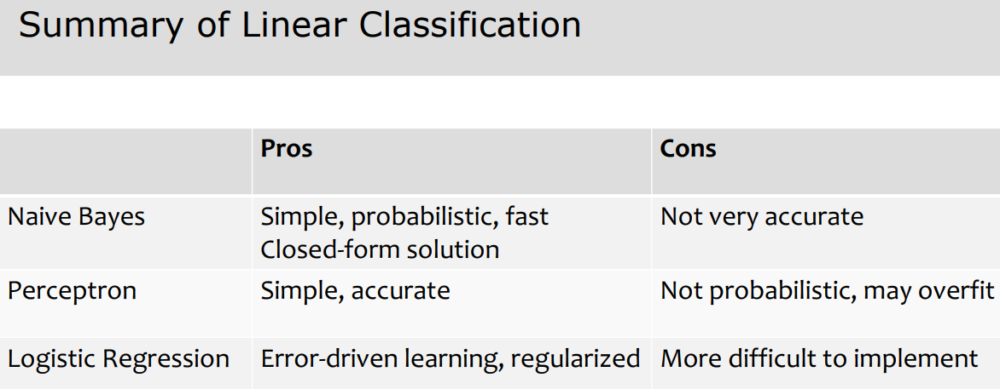 Summary of Linear Classification
Pros
Cons
Naive Bayes
Simple, probabilistic, fast
Closed-form solution
Not very accurate
Perceptron
Simple, accurate
Not probabilistic, may overfit
Logistic Regression
Error-driven learning, regularized
More difficult to implement